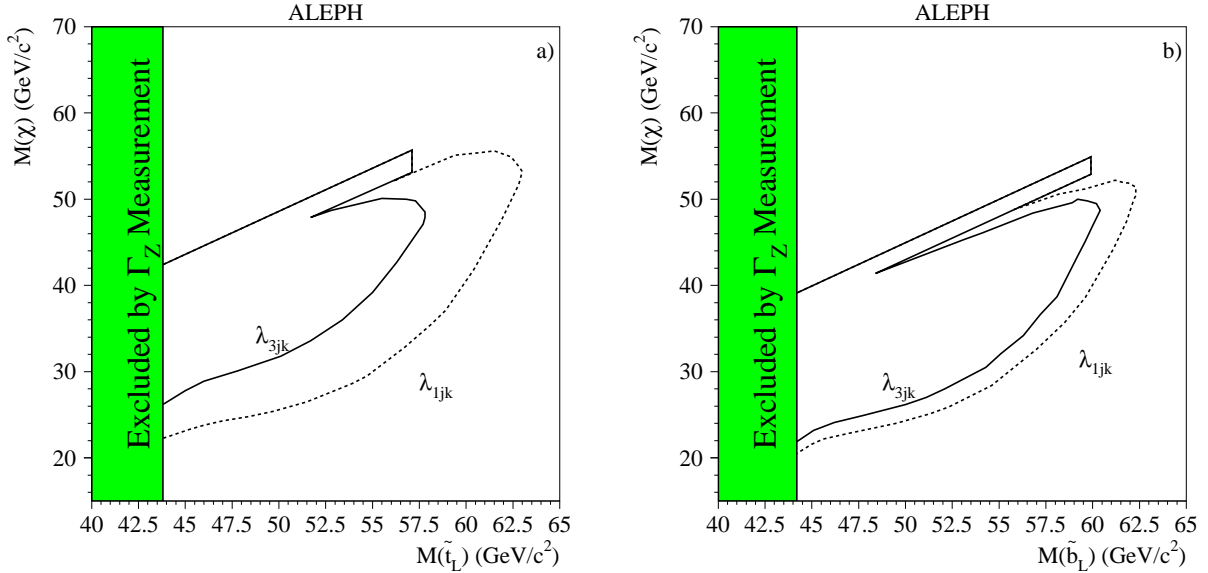 ALEPH
a)
M(χ) (GeV/c²)
70
60
50
40
30
20
Excluded by Γ_Z Measurement
λ_3jk
λ_1jk
40 42.5 45 47.5 50 52.5 55 57.5 60 62.5 65
M(t̃_L) (GeV/c²)
ALEPH
b)
M(χ) (GeV/c²)
70
60
50
40
30
20
Excluded by Γ_Z Measurement
λ_1jk
λ_3jk
40 42.5 45 47.5 50 52.5 55 57.5 60 62.5 65
M(b̃_L) (GeV/c²)